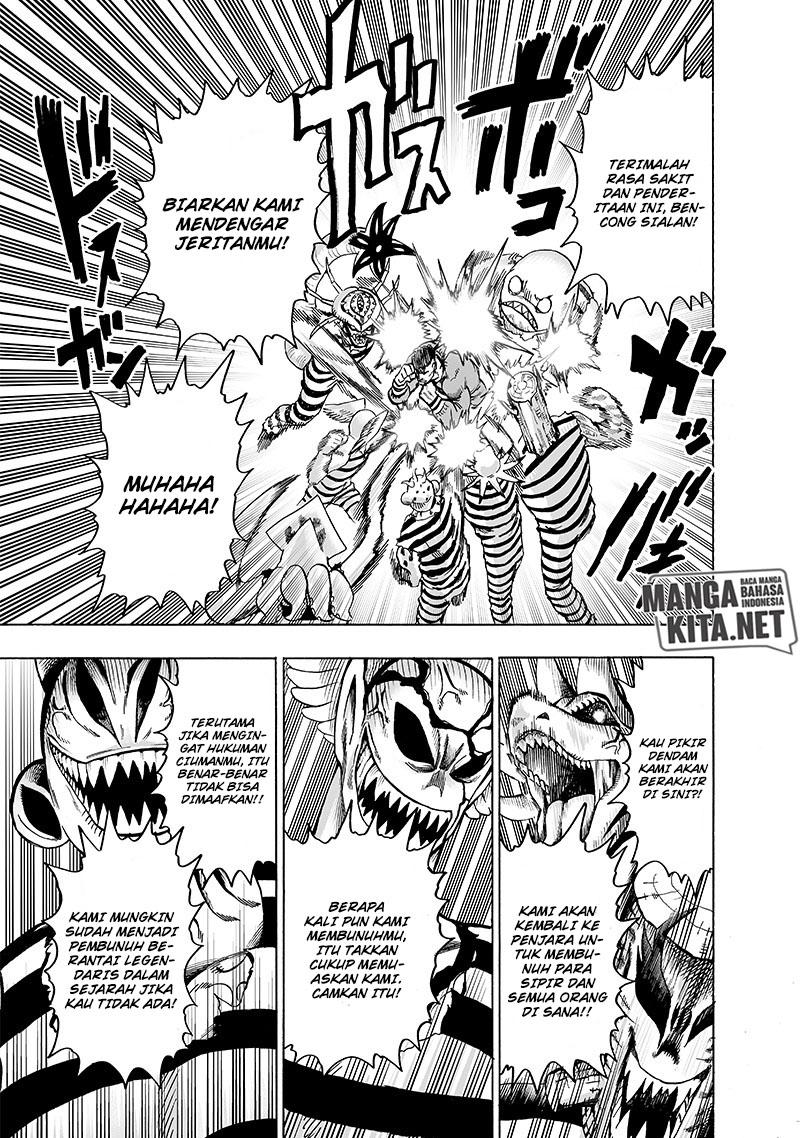 TERIMALAH
RASA SAKIT
DAN PENDER-
ITAAN INI, BEN-
CONG SIALAN!
BIARKAN KAMI
MENDENGAR
JERITANMU!
MUHAHA
HAHAHA!
ボコ
ガス
ドスッ
ガンッ
バキッ
MANGA
KITA.NET
BACA MANGA
BAHASA
INDONESIA
KAU PIKIR
DENDAM
KAMI AKAN
BERAKHIR
DI SINI?!
KAMI AKAN
KEMBALI KE
PENJARA UN-
TUK MEMBU-
NUH PARA
SIPIR DAN
SEMUA ORANG
DI SANA!!
BERAPA
KALI PUN KAMI
MEMBUNUHMU,
ITU TAKKAN
CUKUP MEMU-
ASKAN KAMI.
CAMKAN ITU!
TERUTAMA
JIKA MENGIN-
GAT HUKUMAN
CIUMANMU, ITU
BENAR-BENAR
TIDAK BISA
DIMAAFKAN!!
KAMI MUNGKIN
SUDAH MENJADI
PEMBUNUH BE-
RANTAI LEGEN-
DARIS DALAM
SEJARAH JIKA
KAU TIDAK ADA!